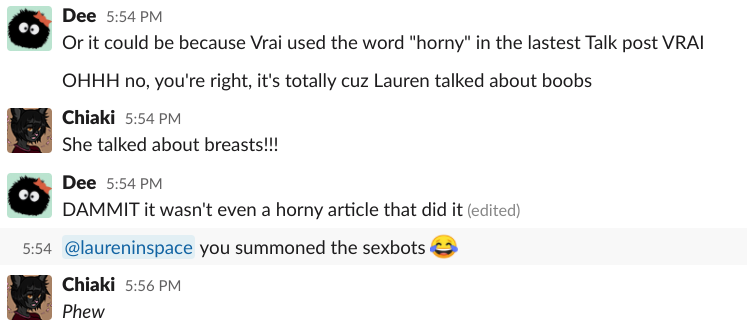 Dee 5:54 PM
Or it could be because Vrai used the word "horny" in the lastest Talk post VRAI
OHHH no, you're right, it's totally cuz Lauren talked about boobs
Chiaki 5:54 PM
She talked about breasts!!!
Dee 5:54 PM
DAMMIT it wasn't even a horny article that did it (edited)
5:54 @laureninspace you summoned the sexbots 😂
Chiaki 5:56 PM
Phew